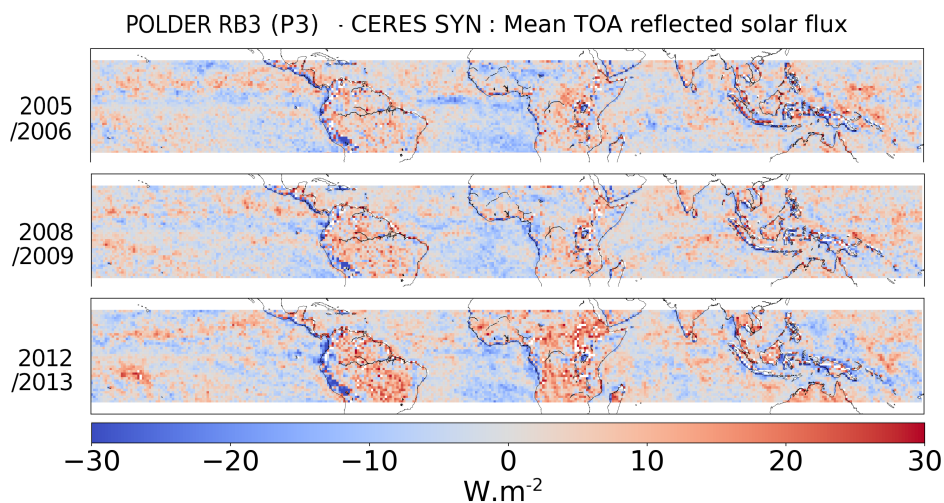 POLDER RB3 (P3) - CERES SYN : Mean TOA reflected solar flux
2005
/2006
2008
/2009
2012
/2013
−30 −20 −10 0 10 20 30
W.m-2